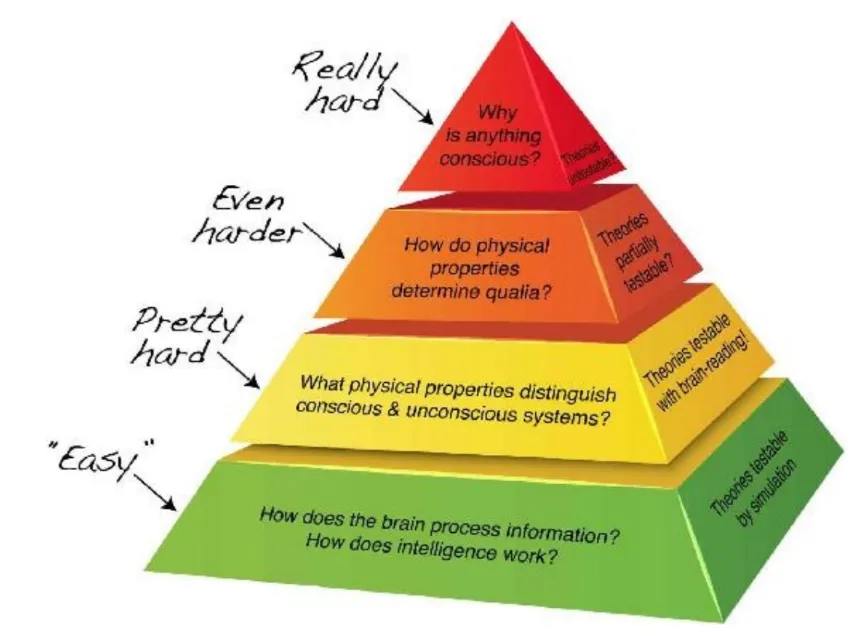 Really
hard
Why
is anything
conscious?
Theories
untestable?
Even
harder
How do physical
properties
determine qualia?
Theories
partially
testable?
Pretty
hard
What physical properties distinguish
conscious & unconscious systems?
Theories testable
with brain-reading!
"Easy"
How does the brain process information?
How does intelligence work?
Theories testable
by simulation